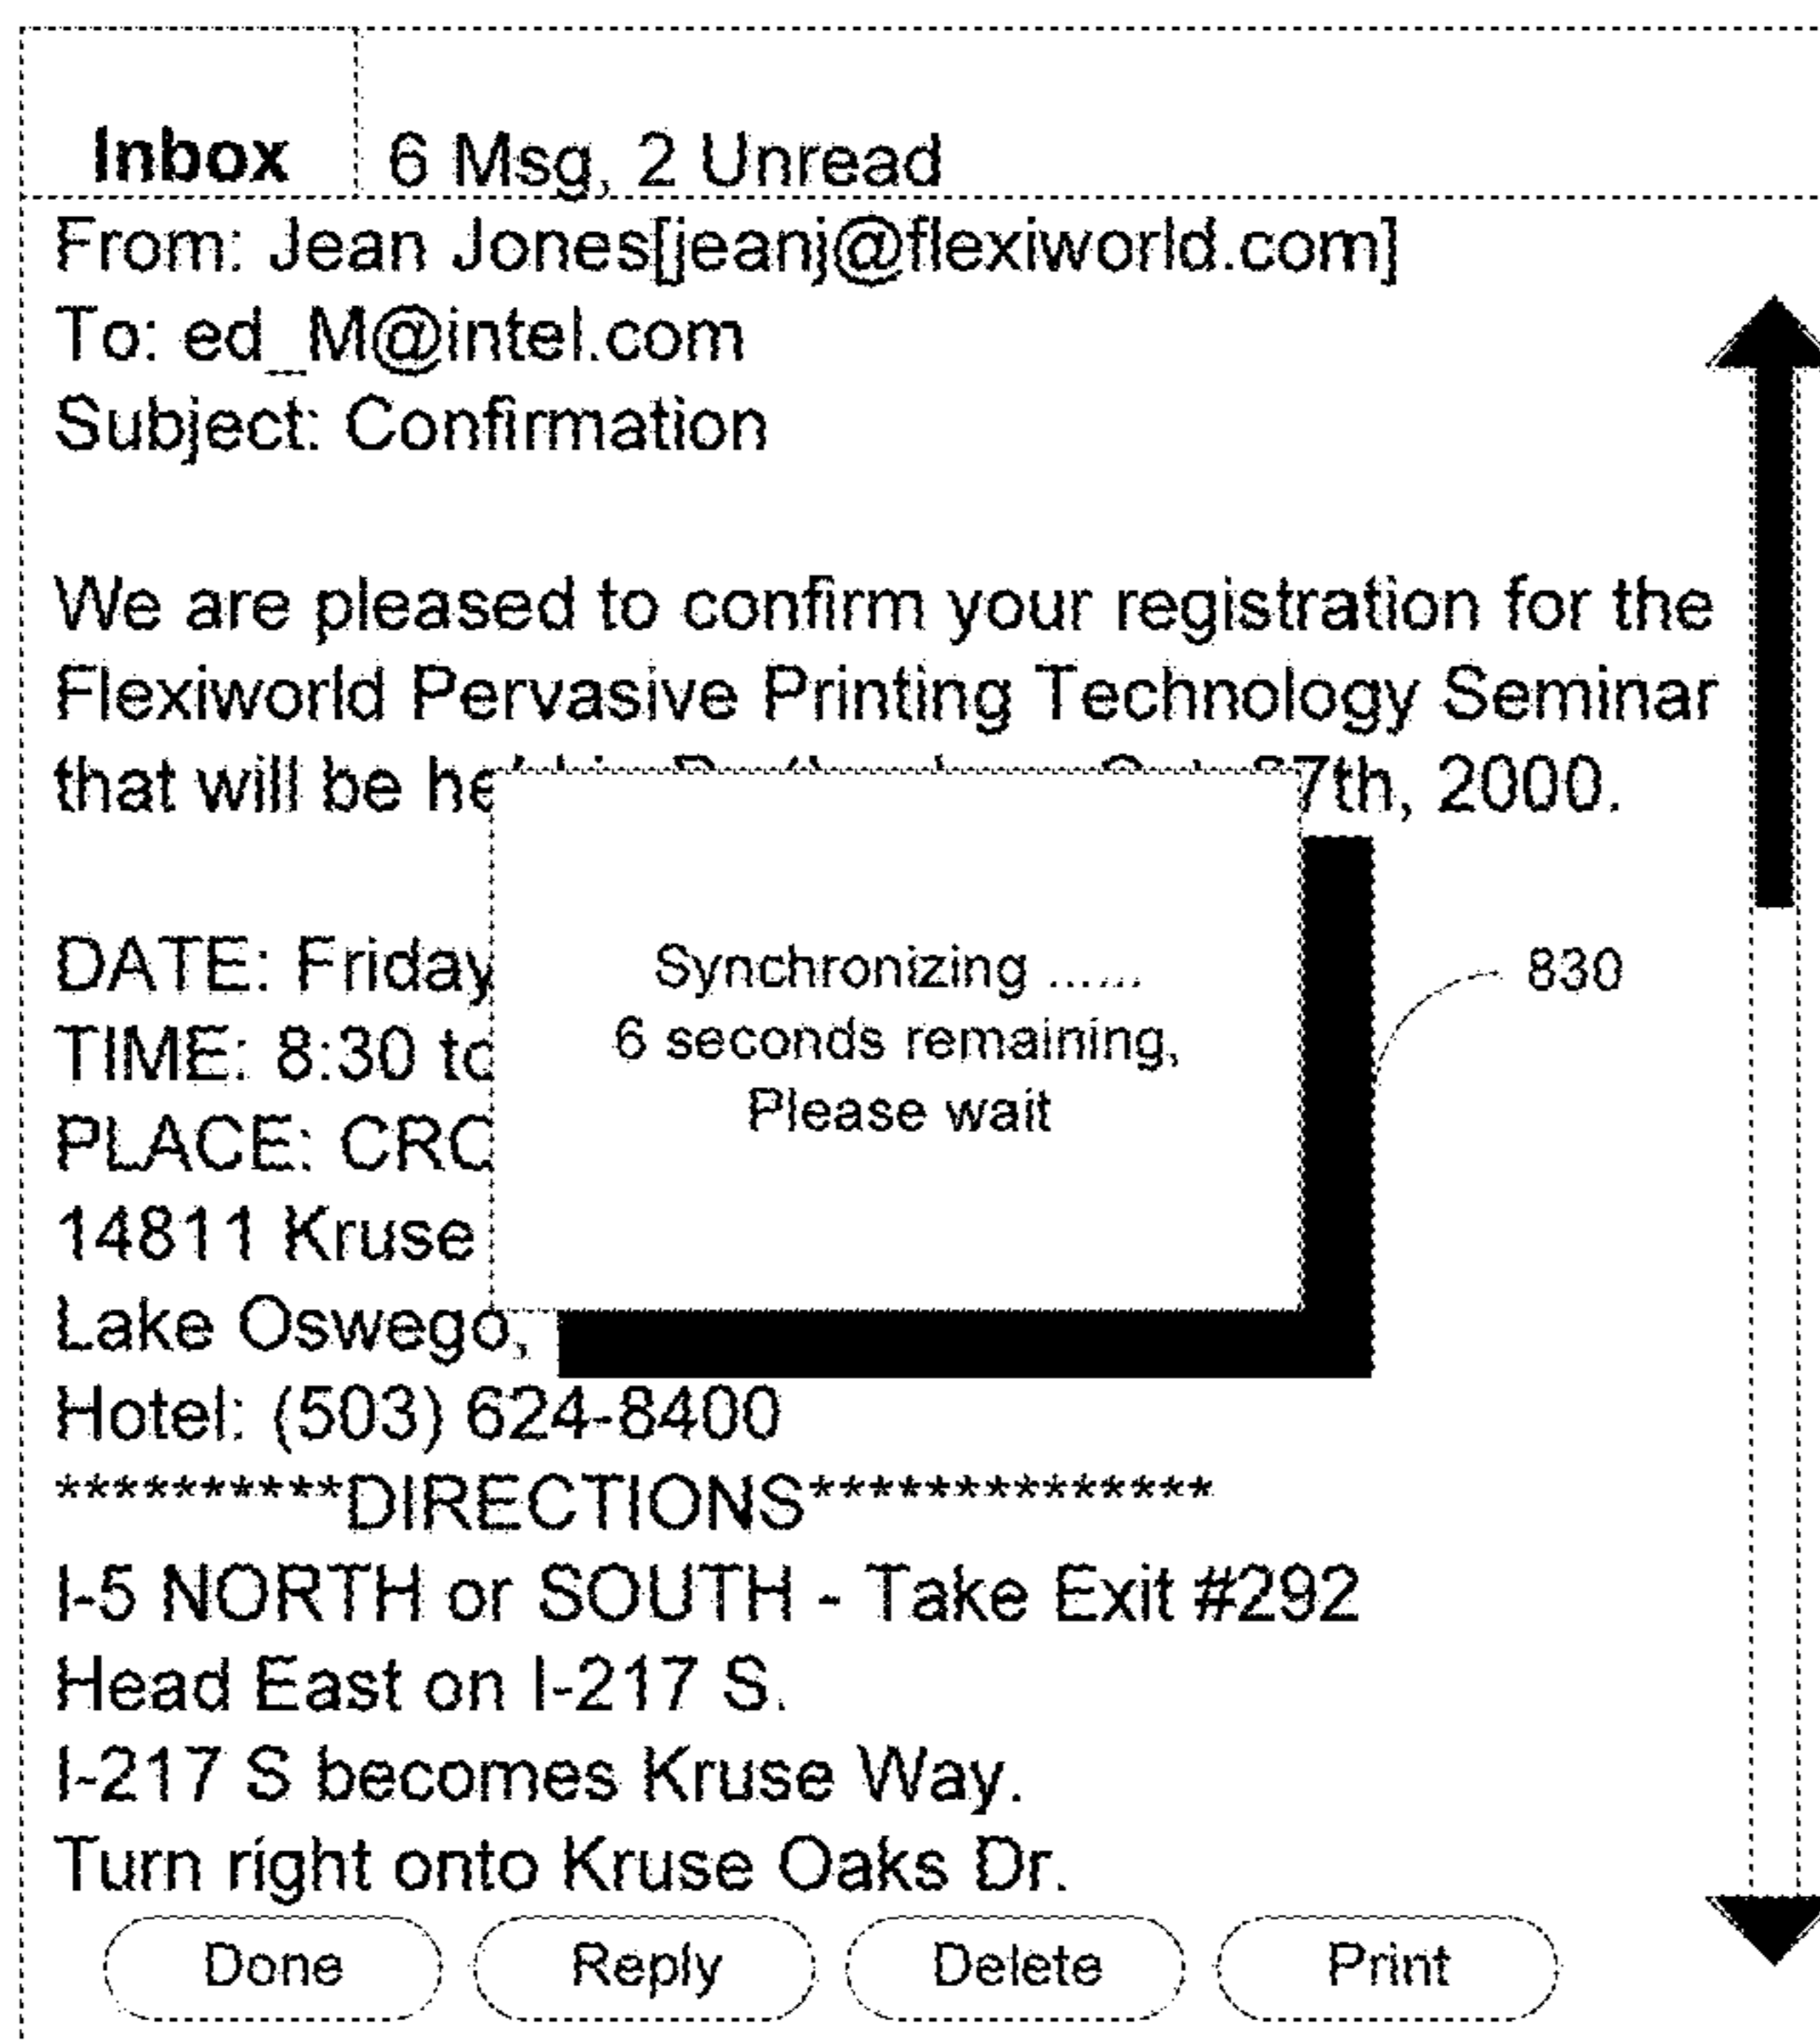 Inbox 6 Msg, 2 Unread
From: Jean Jones[jeanj@flexiworld.com]
To: ed_M@intel.com
Subject: Confirmation
We are pleased to confirm your registration for the
Flexiworld Pervasive Printing Technology Seminar
that will be 7th, 2000.
DATE: Friday
TIME: 8:30
PLACE:
14811 Kruse
Lake Oswego,
Synchronizing ......
6 seconds remaining,
Please wait
830
Hotel: (503) 624-8400
**********DIRECTIONS**************
I-5 NORTH or SOUTH - Take Exit #292
Head East on I-217 S.
I-217 S becomes Kruse Way.
Turn right onto Kruse Oaks Dr.
Done Reply Delete Print